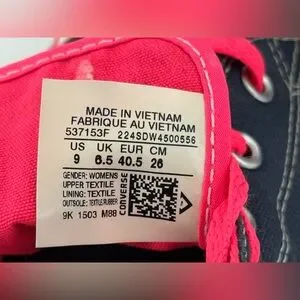 MADE IN VIETNAM
FABRIQUE AU VIETNAM
537153F 224SDW4500556
US UK EUR CM
9 6.5 40.5 26
GENDER: WOMENS
UPPER: TEXTILE
LINING: TEXTILE
OUTSOLE: TEXTILE/RUBBER
9K 1503 M88
CONVERSE